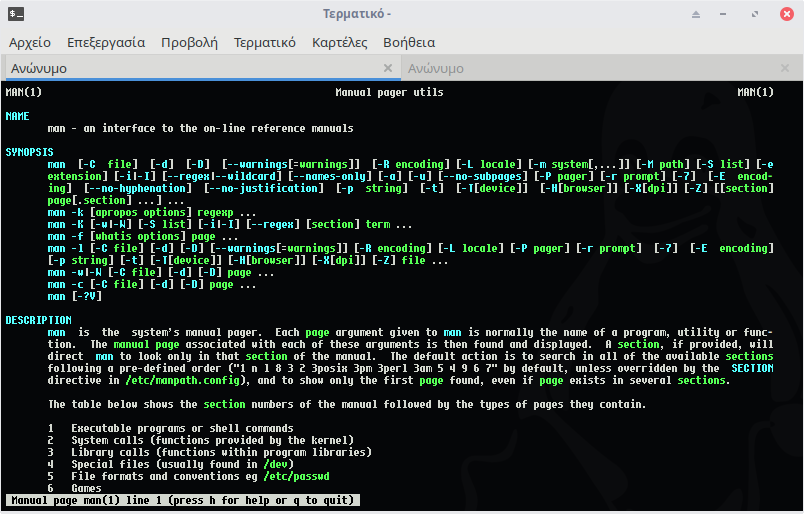 Τερματικό -
Αρχείο Επεξεργασία Προβολή Τερματικό Καρτέλες Βοήθεια
Ανώνυμο Ανώνυμο
MAN(1) Manual pager utils MAN(1)
NAME
man - an interface to the on-line reference manuals
SYNOPSIS
man [-C file] [-d] [-D] [--warnings[=warnings]] [-R encoding] [-L locale] [-m system[,...]] [-M path] [-S list] [-e
extension] [-i|-I] [--regex|--wildcard] [--names-only] [-a] [-u] [--no-subpages] [-P pager] [-r prompt] [-7] [-E encod-
ing] [--no-hyphenation] [--no-justification] [-p string] [-t] [-T[device]] [-H[browser]] [-X[dpi]] [-Z] [[section]
page[.section] ...] ...
man -k [apropos options] regexp ...
man -K [-w|-W] [-S list] [-i|-I] [--regex] [section] term ...
man -f [whatis options] page ...
man -l [-C file] [-d] [-D] [--warnings[=warnings]] [-R encoding] [-L locale] [-P pager] [-r prompt] [-7] [-E encoding]
[-p string] [-t] [-T[device]] [-H[browser]] [-X[dpi]] [-Z] file ...
man -w|-W [-C file] [-d] [-D] page ...
man -c [-C file] [-d] [-D] page ...
man [-?V]
DESCRIPTION
man is the system's manual pager. Each page argument given to man is normally the name of a program, utility or func-
tion. The manual page associated with each of these arguments is then found and displayed. A section, if provided, will
direct man to look only in that section of the manual. The default action is to search in all of the available sections
following a pre-defined order ("1 n l 8 3 2 3posix 3pm 3perl 3am 5 4 9 6 7" by default, unless overridden by the SECTION
directive in /etc/manpath.config), and to show only the first page found, even if page exists in several sections.
The table below shows the section numbers of the manual followed by the types of pages they contain.
1 Executable programs or shell commands
2 System calls (functions provided by the kernel)
3 Library calls (functions within program libraries)
4 Special files (usually found in /dev)
5 File formats and conventions eg /etc/passwd
6 Games
Manual page man(1) line 1 (press h for help or q to quit)